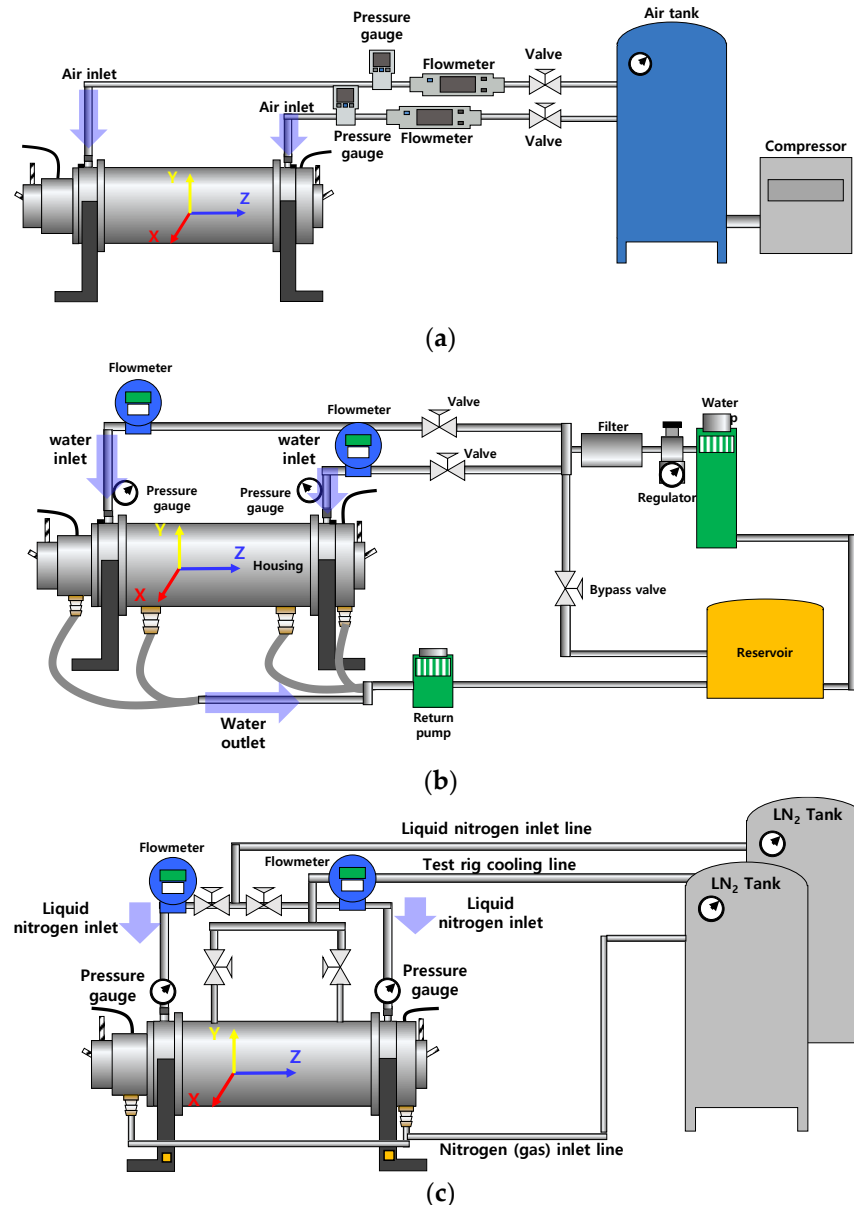 Air tank
Pressure
gauge
Valve
Flowmeter
Air inlet
Air inlet
Pressure
gauge
Flowmeter
Valve
Compressor
Y
Z
X
(a)
Flowmeter
Flowmeter
Valve
Water
p
Filter
water
inlet
water
inlet
Valve
Pressure
gauge
Pressure
gauge
Regulator
Y
Z
Housing
X
Bypass valve
Reservoir
Water
outlet
Return
pump
(b)
LN2 Tank
Liquid nitrogen inlet line
Flowmeter
Flowmeter
Test rig cooling line
LN2 Tank
Liquid
nitrogen inlet
Liquid
nitrogen inlet
Pressure
gauge
Pressure
gauge
Y
Z
X
Nitrogen (gas) inlet line
(c)